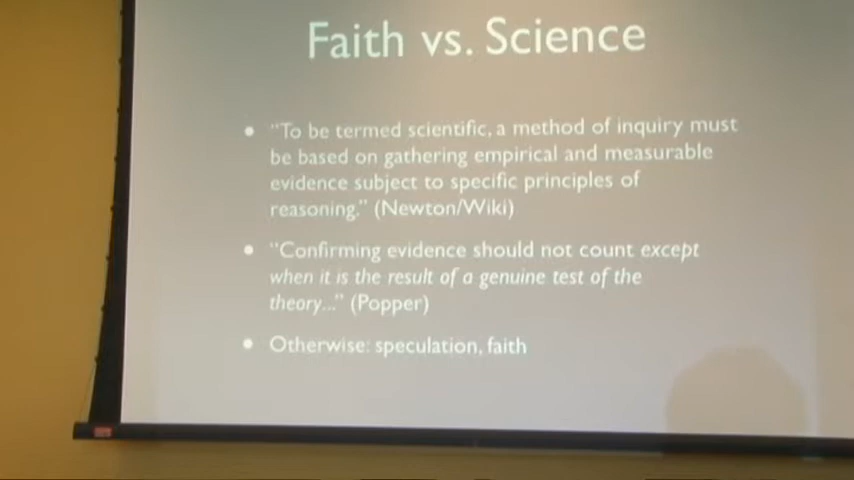 Faith vs. Science
• "To be termed scientific, a method of inquiry must
be based on gathering empirical and measurable
evidence subject to specific principles of
reasoning." (Newton/Wiki)
• "Confirming evidence should not count except
when it is the result of a genuine test of the
theory..." (Popper)
• Otherwise: speculation, faith